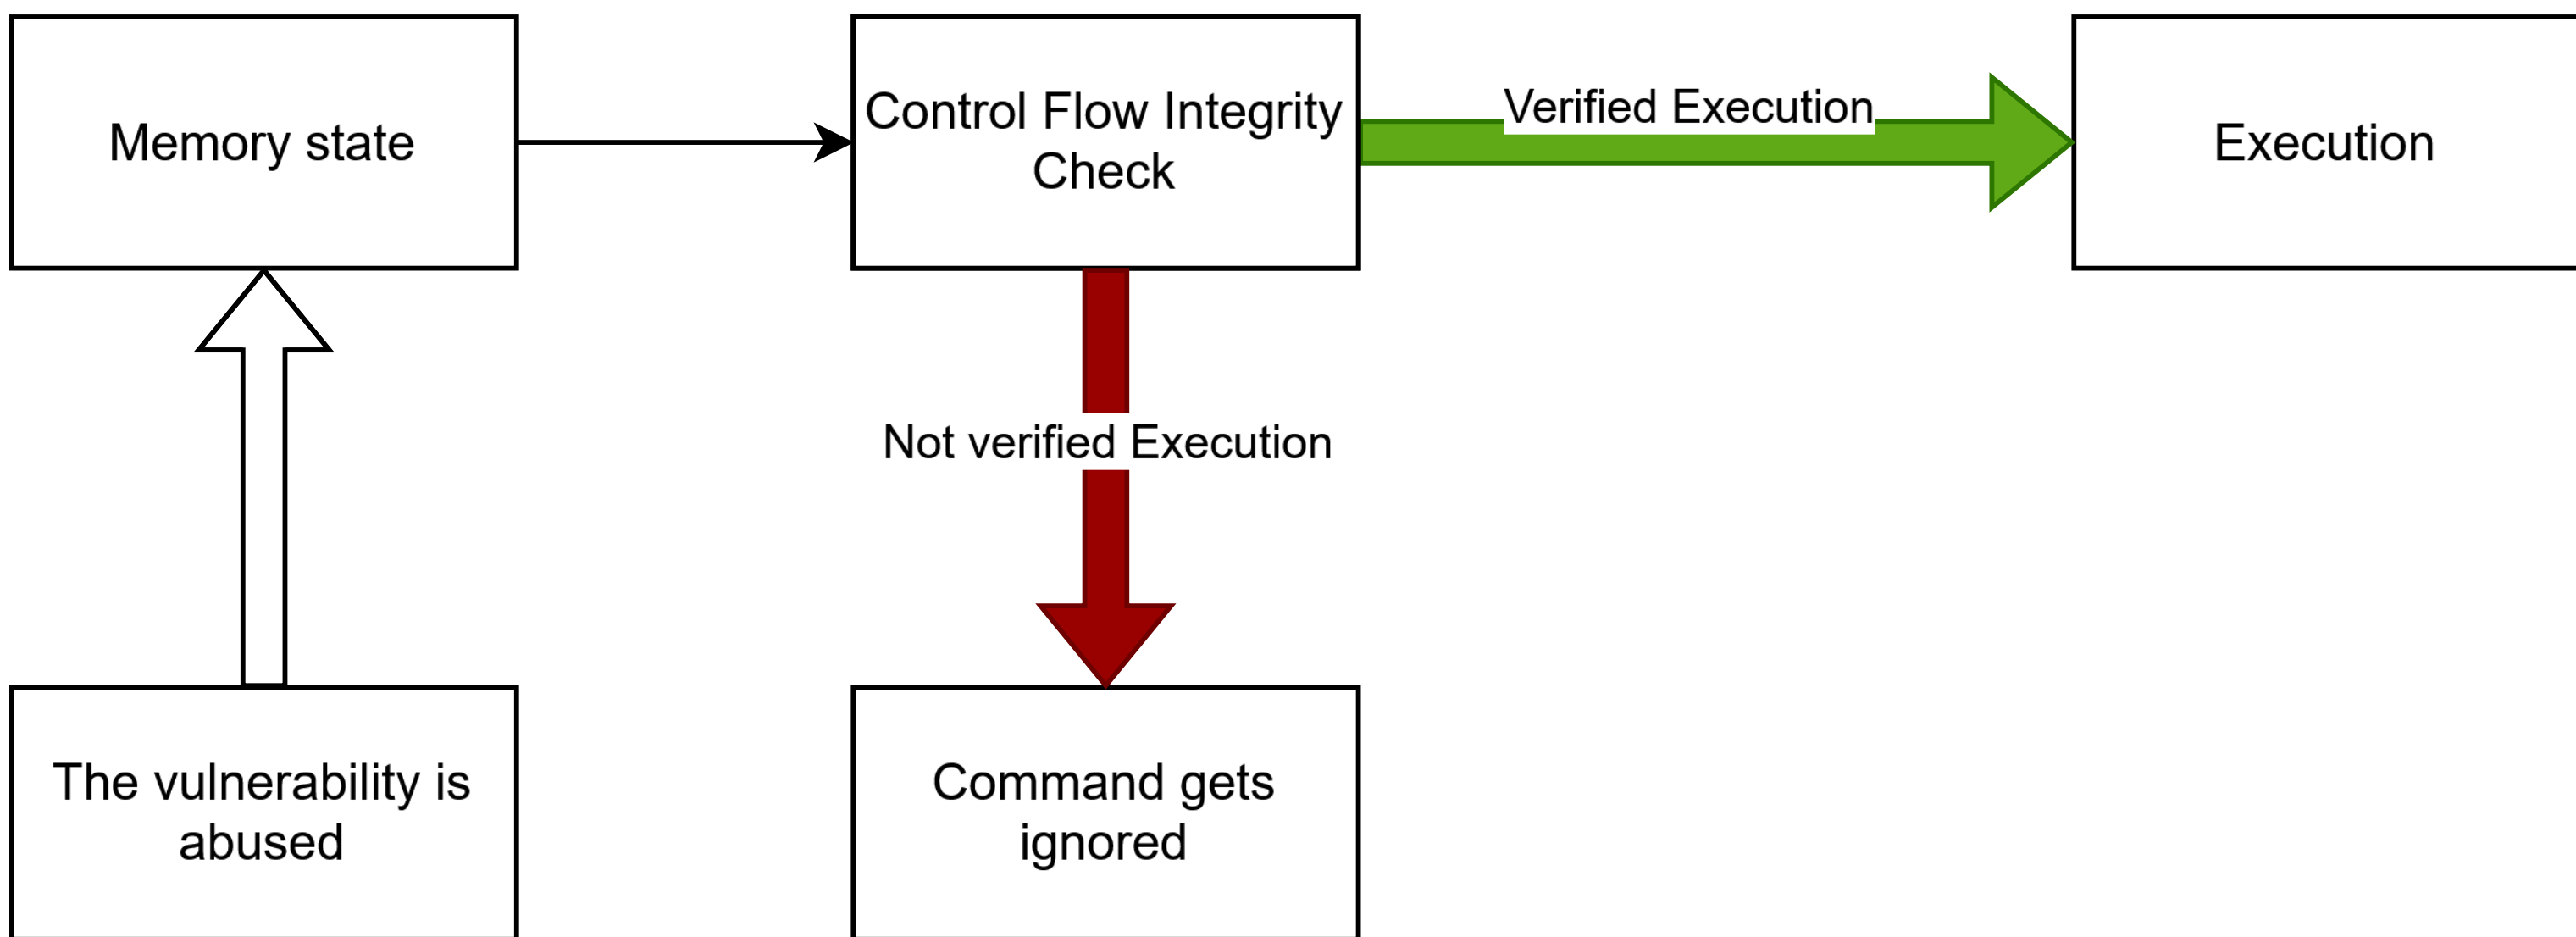 Memory state
Control Flow Integrity
Check
Verified Execution
Execution
Not verified Execution
The vulnerability is
abused
Command gets
ignored